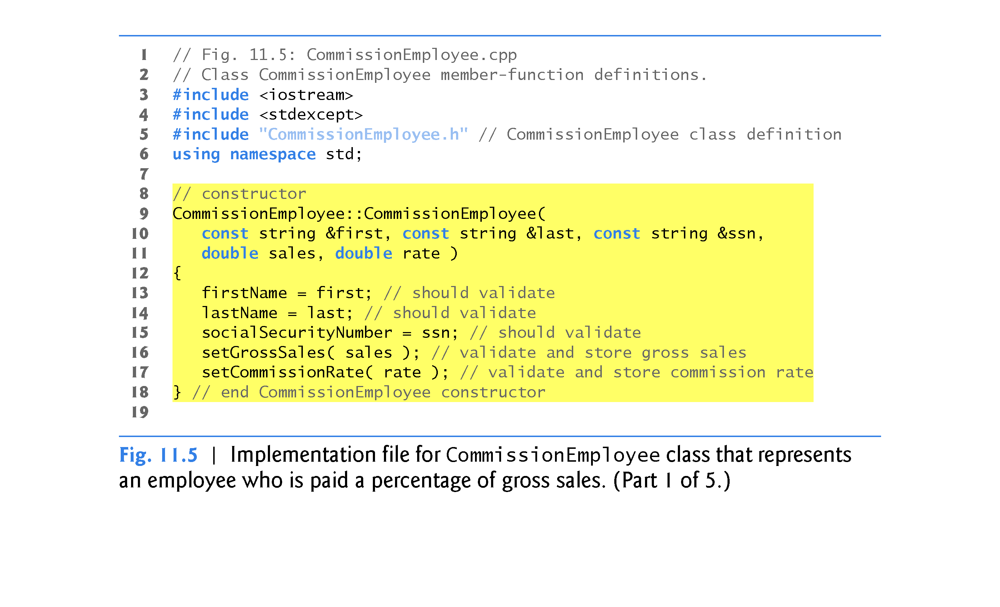 1 // Fig. 11.5: CommissionEmployee.cpp
2 // Class CommissionEmployee member-function definitions.
3 #include <iostream>
4 #include <stdexcept>
5 #include "CommissionEmployee.h" // CommissionEmployee class definition
6 using namespace std;
7
8 // constructor
9 CommissionEmployee::CommissionEmployee(
10 const string &first, const string &last, const string &ssn,
11 double sales, double rate )
12 {
13 firstName = first; // should validate
14 lastName = last; // should validate
15 socialSecurityNumber = ssn; // should validate
16 setGrossSales( sales ); // validate and store gross sales
17 setCommissionRate( rate ); // validate and store commission rate
18 } // end CommissionEmployee constructor
19
Fig. 11.5 | Implementation file for CommissionEmployee class that represents
an employee who is paid a percentage of gross sales. (Part 1 of 5.)